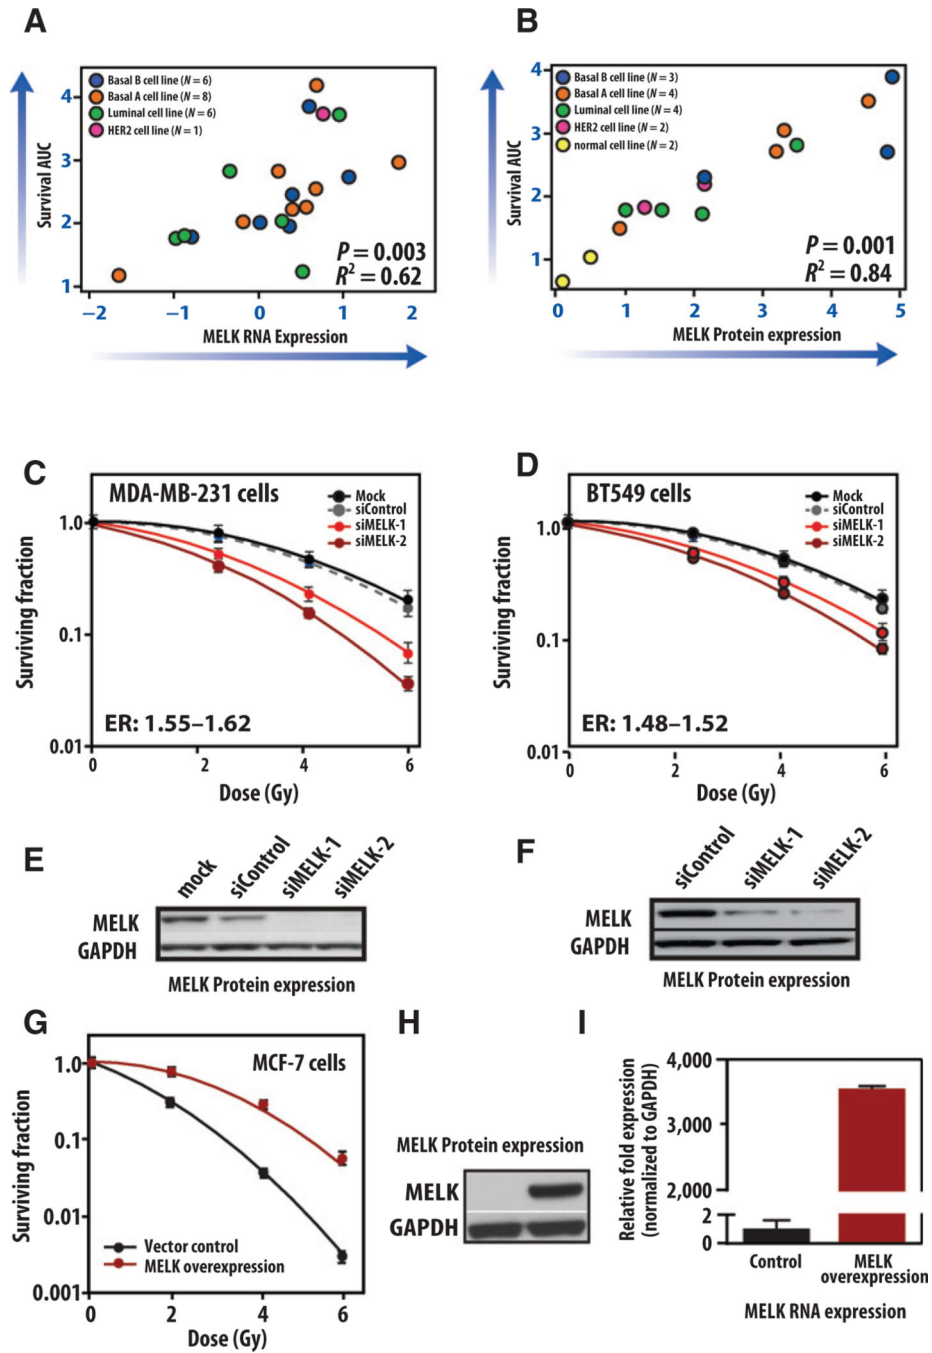 A
Survival AUC
4
3
2
1
Basal B cell line (N = 6)
Basal A cell line (N = 8)
Luminal cell line (N = 6)
HER2 cell line (N = 1)
P = 0.003
R² = 0.62
−2 −1 0 1 2
MELK RNA Expression
B
Survival AUC
4
3
2
1
Basal B cell line (N = 3)
Basal A cell line (N = 4)
Luminal cell line (N = 4)
HER2 cell line (N = 2)
normal cell line (N = 2)
P = 0.001
R² = 0.84
0 1 2 3 4 5
MELK Protein expression
C
MDA-MB-231 cells
Mock
siControl
siMELK-1
siMELK-2
Surviving fraction
1.0
0.1
0.01
ER: 1.55–1.62
0 2 4 6
Dose (Gy)
D
BT549 cells
Mock
siControl
siMELK-1
siMELK-2
Surviving fraction
1.0
0.1
0.01
ER: 1.48–1.52
0 2 4 6
Dose (Gy)
E
mock siControl siMELK-1 siMELK-2
MELK
GAPDH
MELK Protein expression
F
siControl siMELK-1 siMELK-2
MELK
GAPDH
MELK Protein expression
G
MCF-7 cells
Surviving fraction
1.0
0.1
0.01
0.001
Vector control
MELK overexpression
0 2 4 6
Dose (Gy)
H
MELK Protein expression
MELK
GAPDH
I
Relative fold expression
(normalized to GAPDH)
4,000
3,000
2,000
2
0
Control MELK
overexpression
MELK RNA expression